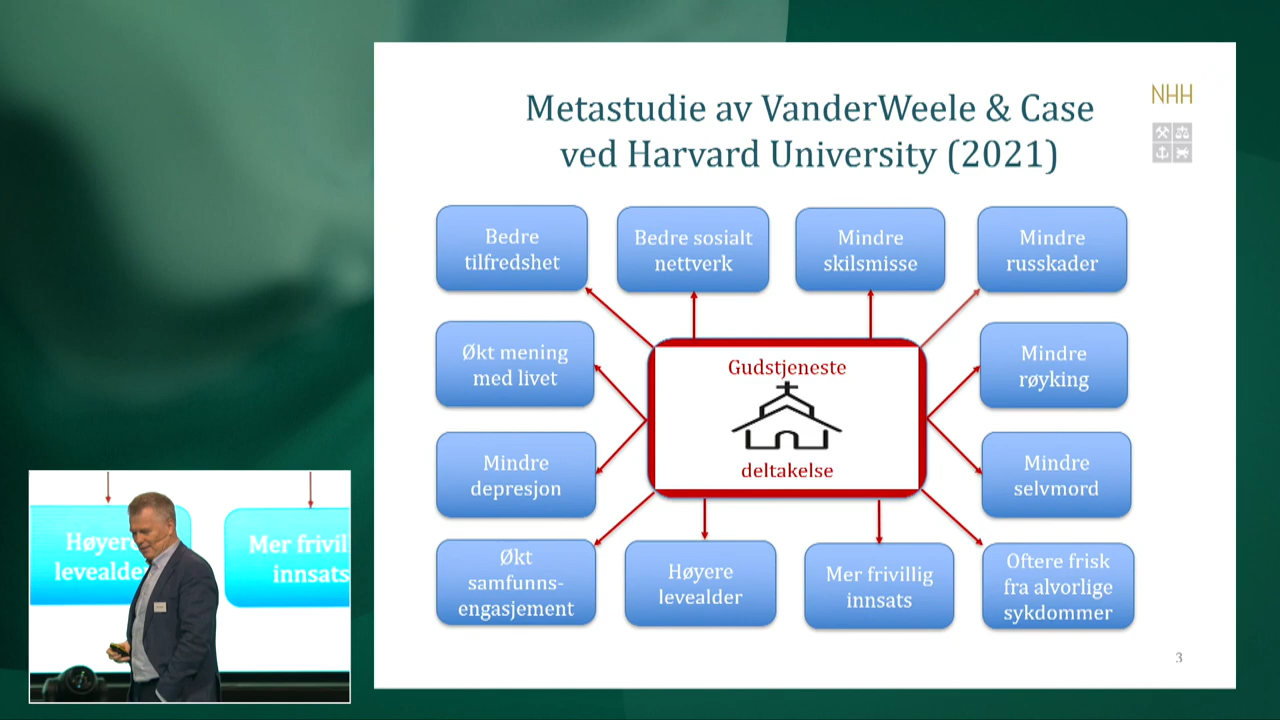 Metastudie av VanderWeele & Case
ved Harvard University (2021)
NHH
Bedre
tilfredshet
Bedre sosialt
nettverk
Mindre
skilsmisse
Mindre
russkader
Økt mening
med livet
Gudstjeneste
deltakelse
Mindre
røyking
Mindre
depresjon
Mindre
selvmord
Økt
samfunns-
engasjement
Høyere
levealder
Mer frivillig
innsats
Oftere frisk
fra alvorlige
sykdommer
3
Høyere
levealde
Mer frivil
innsats